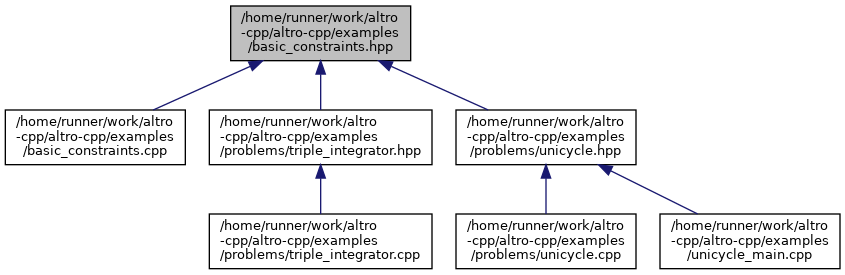 /home/runner/work/altro
-cpp/altro-cpp/examples
/basic_constraints.hpp
/home/runner/work/altro
-cpp/altro-cpp/examples
/basic_constraints.cpp
/home/runner/work/altro
-cpp/altro-cpp/examples
/problems/triple_integrator.hpp
/home/runner/work/altro
-cpp/altro-cpp/examples
/problems/unicycle.hpp
/home/runner/work/altro
-cpp/altro-cpp/examples
/problems/triple_integrator.cpp
/home/runner/work/altro
-cpp/altro-cpp/examples
/problems/unicycle.cpp
/home/runner/work/altro
-cpp/altro-cpp/examples
/unicycle_main.cpp